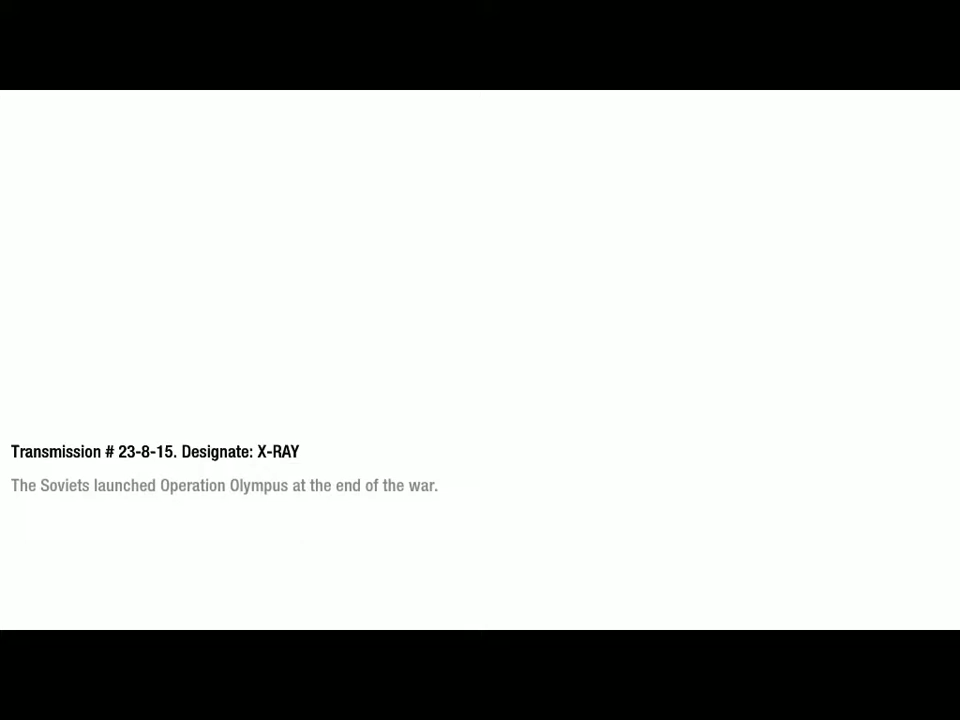 Transmission # 23-8-15. Designate: X-RAY
The Soviets launched Operation Olympus at the end of the war.